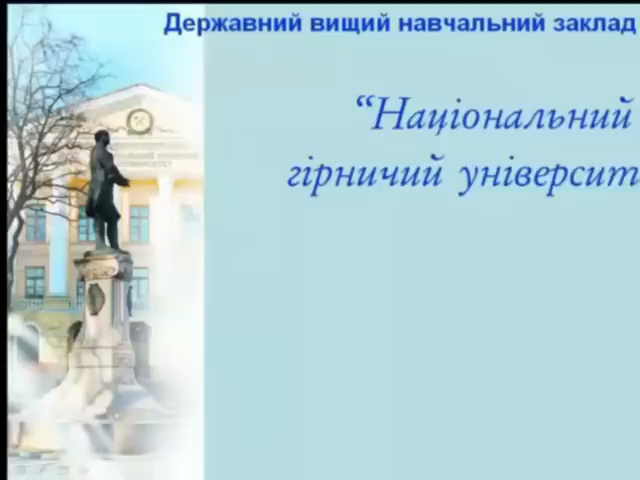 Державний вищий навчальний заклад
“Національний
гірничий університ